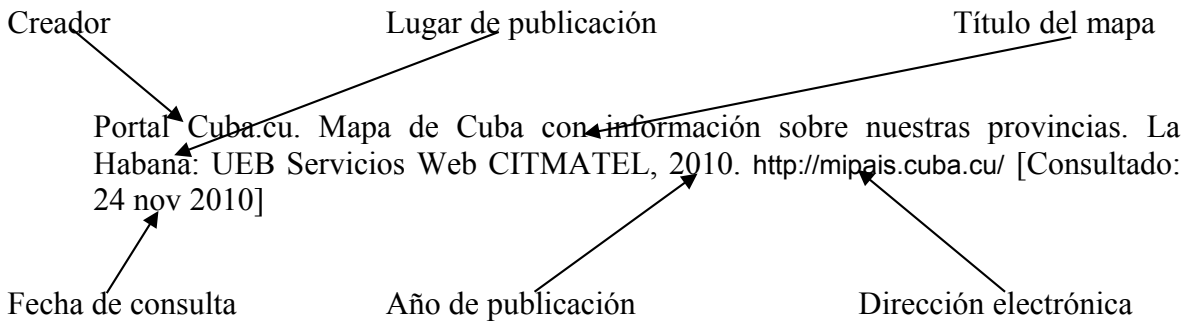 Creador Lugar de publicación Título del mapa
Portal Cuba.cu. Mapa de Cuba con información sobre nuestras provincias. La
Habana: UEB Servicios Web CITMATEL, 2010. http://mipais.cuba.cu/ [Consultado:
24 nov 2010]
Fecha de consulta Año de publicación Dirección electrónica